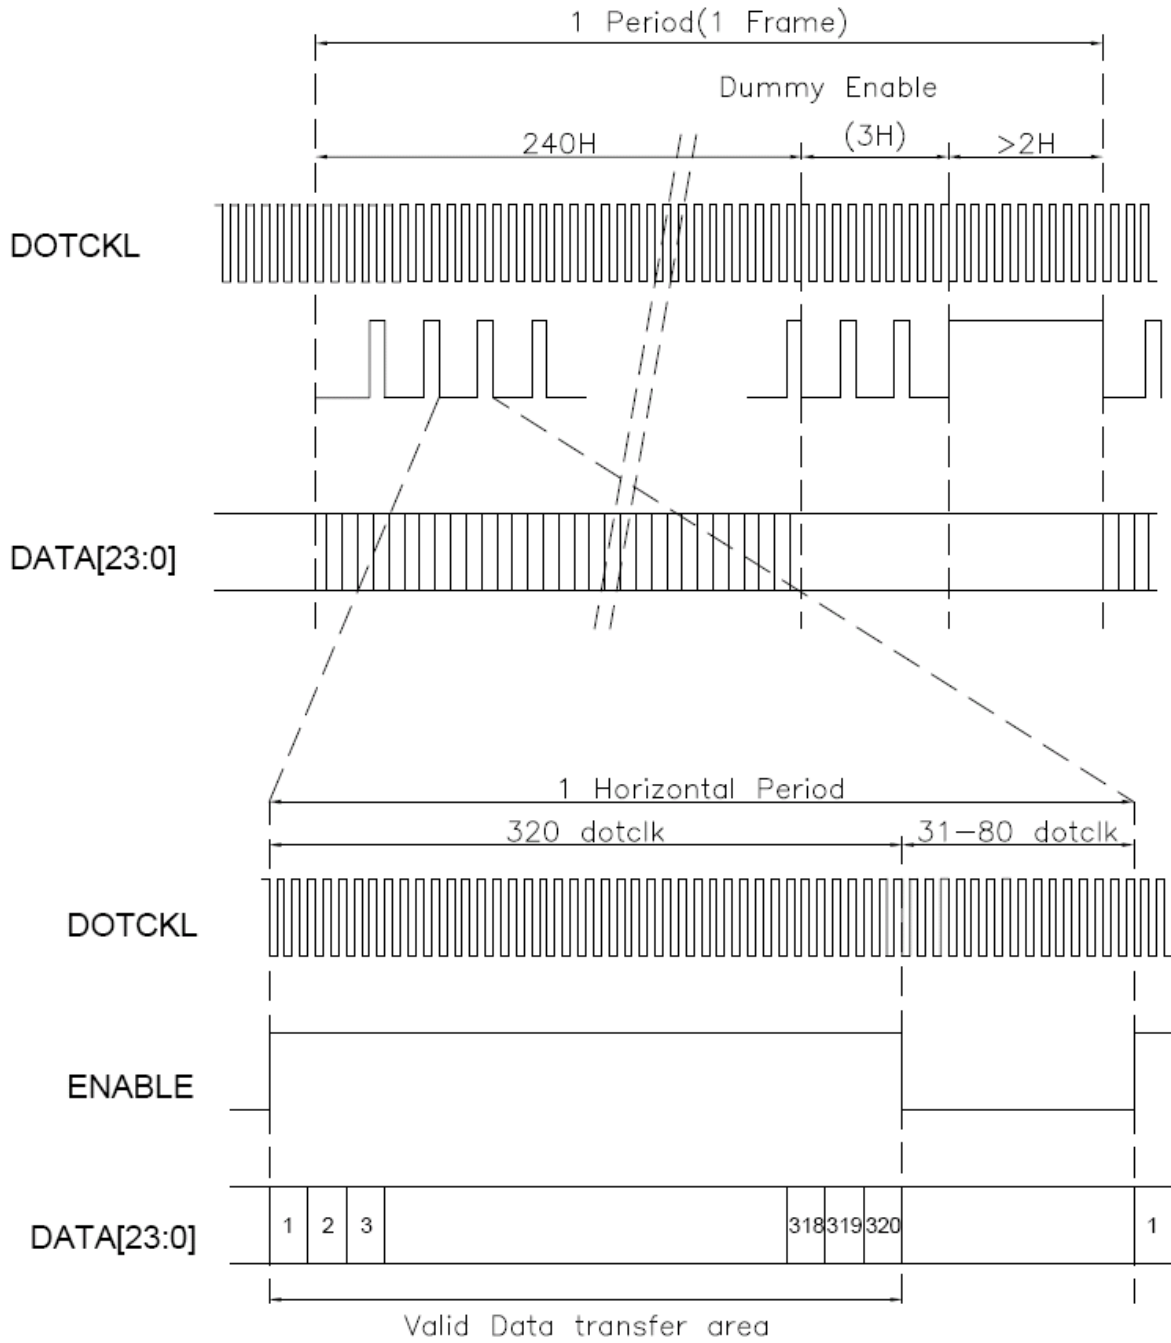 1 Period(1 Frame)
Dummy Enable
240H
(3H)
>2H
DOTCKL
DATA[23:0]
1 Horizontal Period
320 dotclk
31-80 dotclk
DOTCKL
ENABLE
DATA[23:0]
1
2
3
318
319
320
1
Valid Data transfer area